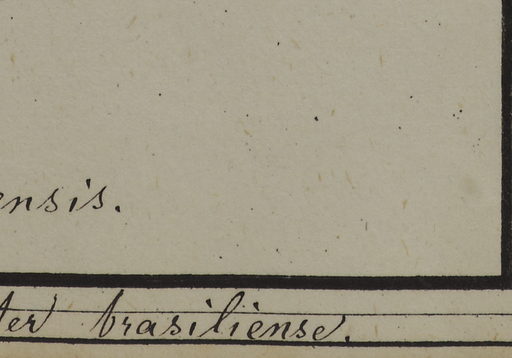 ensis.
ter brasiliense.